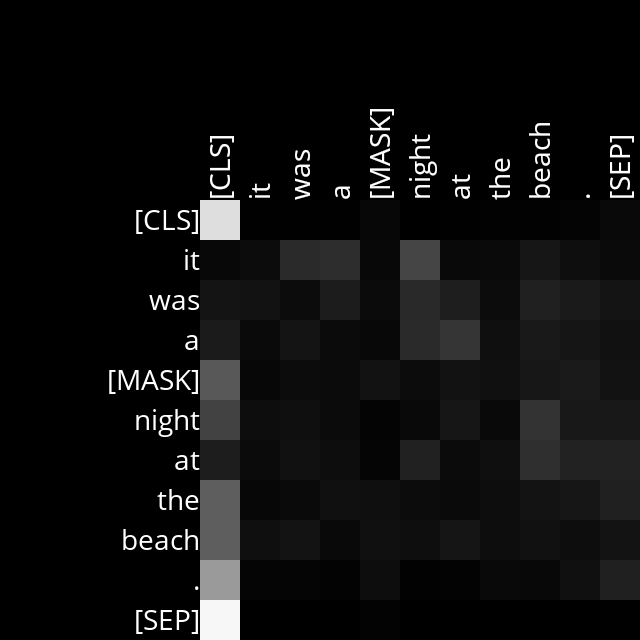 [CLS] it was a [MASK] night at the beach . [SEP]
[CLS]
it
was
a
[MASK]
night
at
the
beach
.
[SEP]